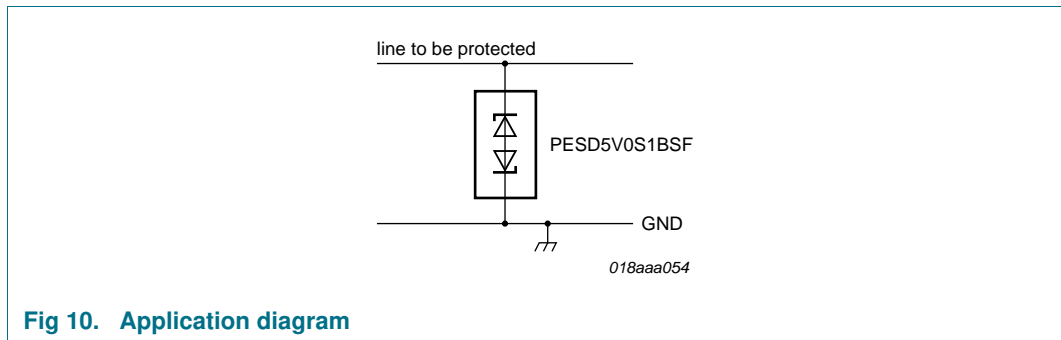 line to be protected
PESD5V0S1BSF
GND
018aaa054
Fig 10. Application diagram